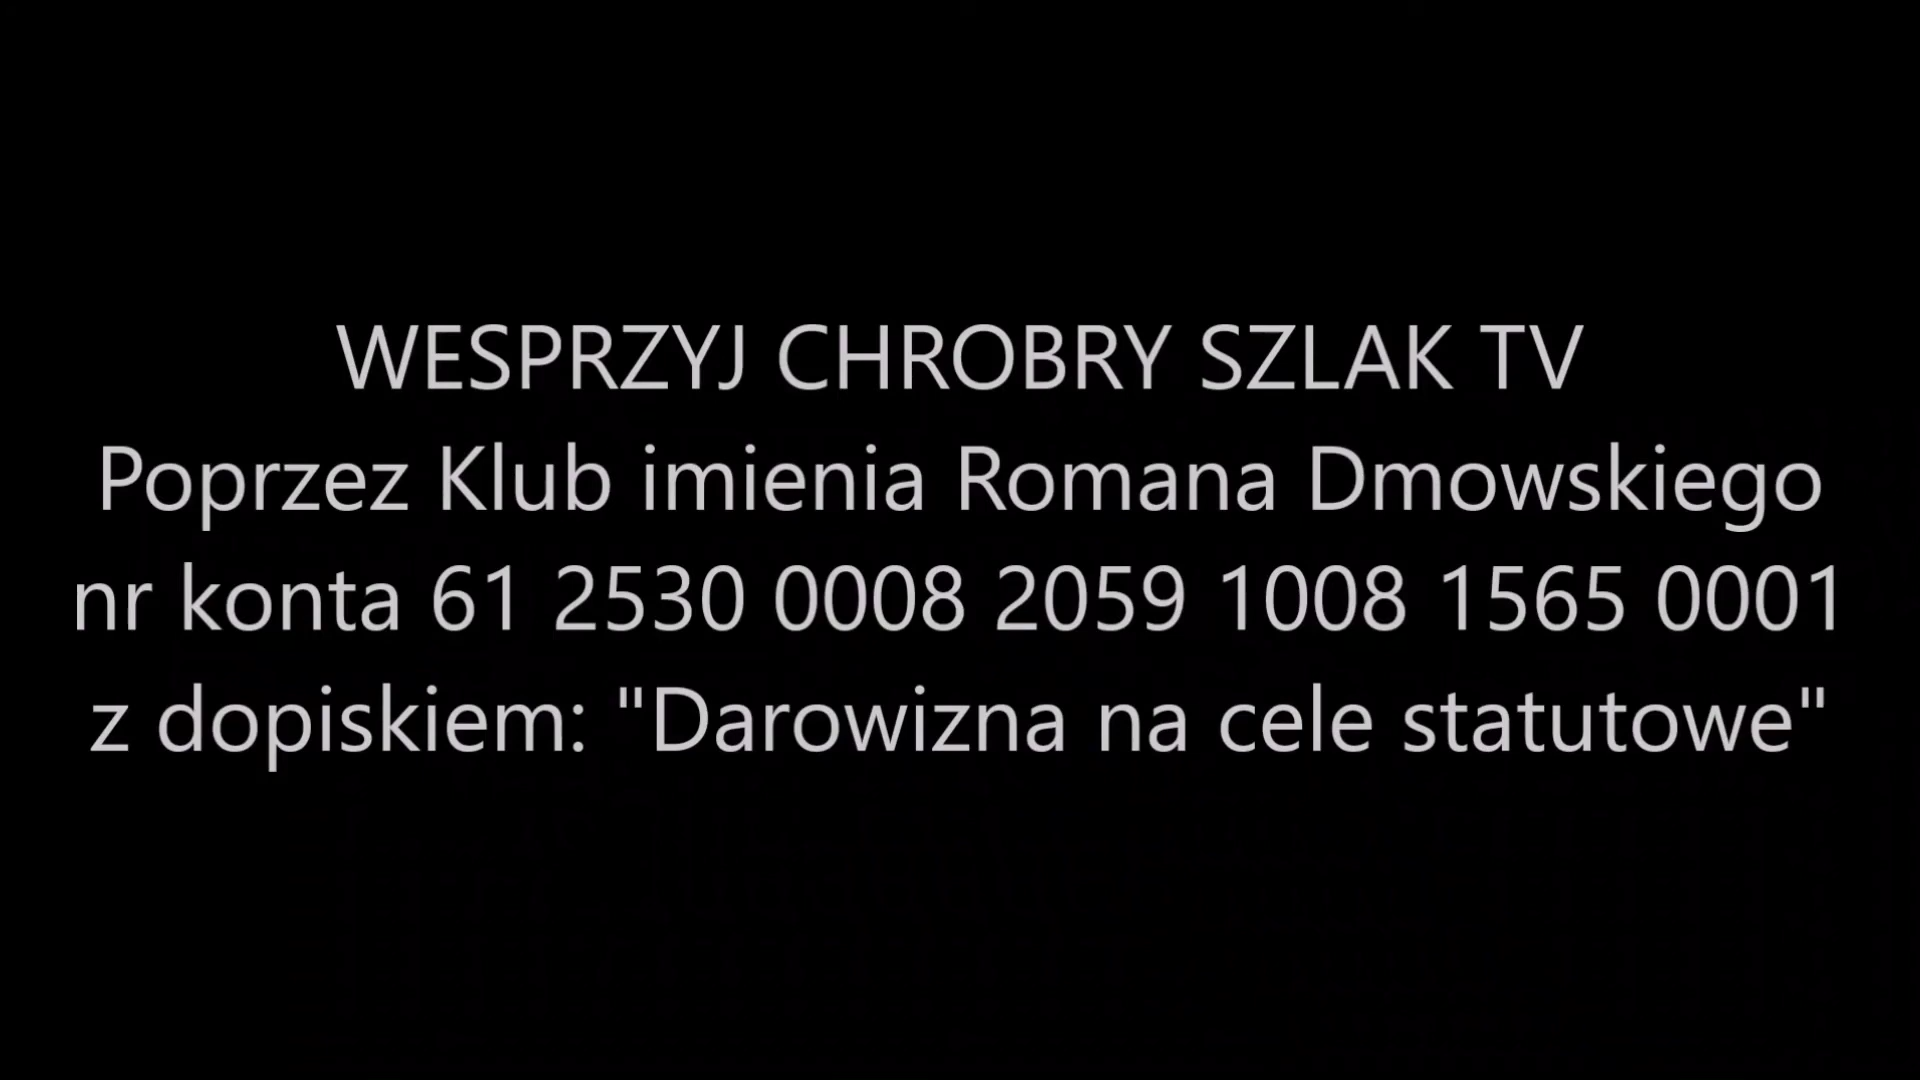 WESPRZYJ CHROBRY SZLAK TV
Poprzez Klub imienia Romana Dmowskiego
nr konta 61 2530 0008 2059 1008 1565 0001
z dopiskiem: "Darowizna na cele statutowe"